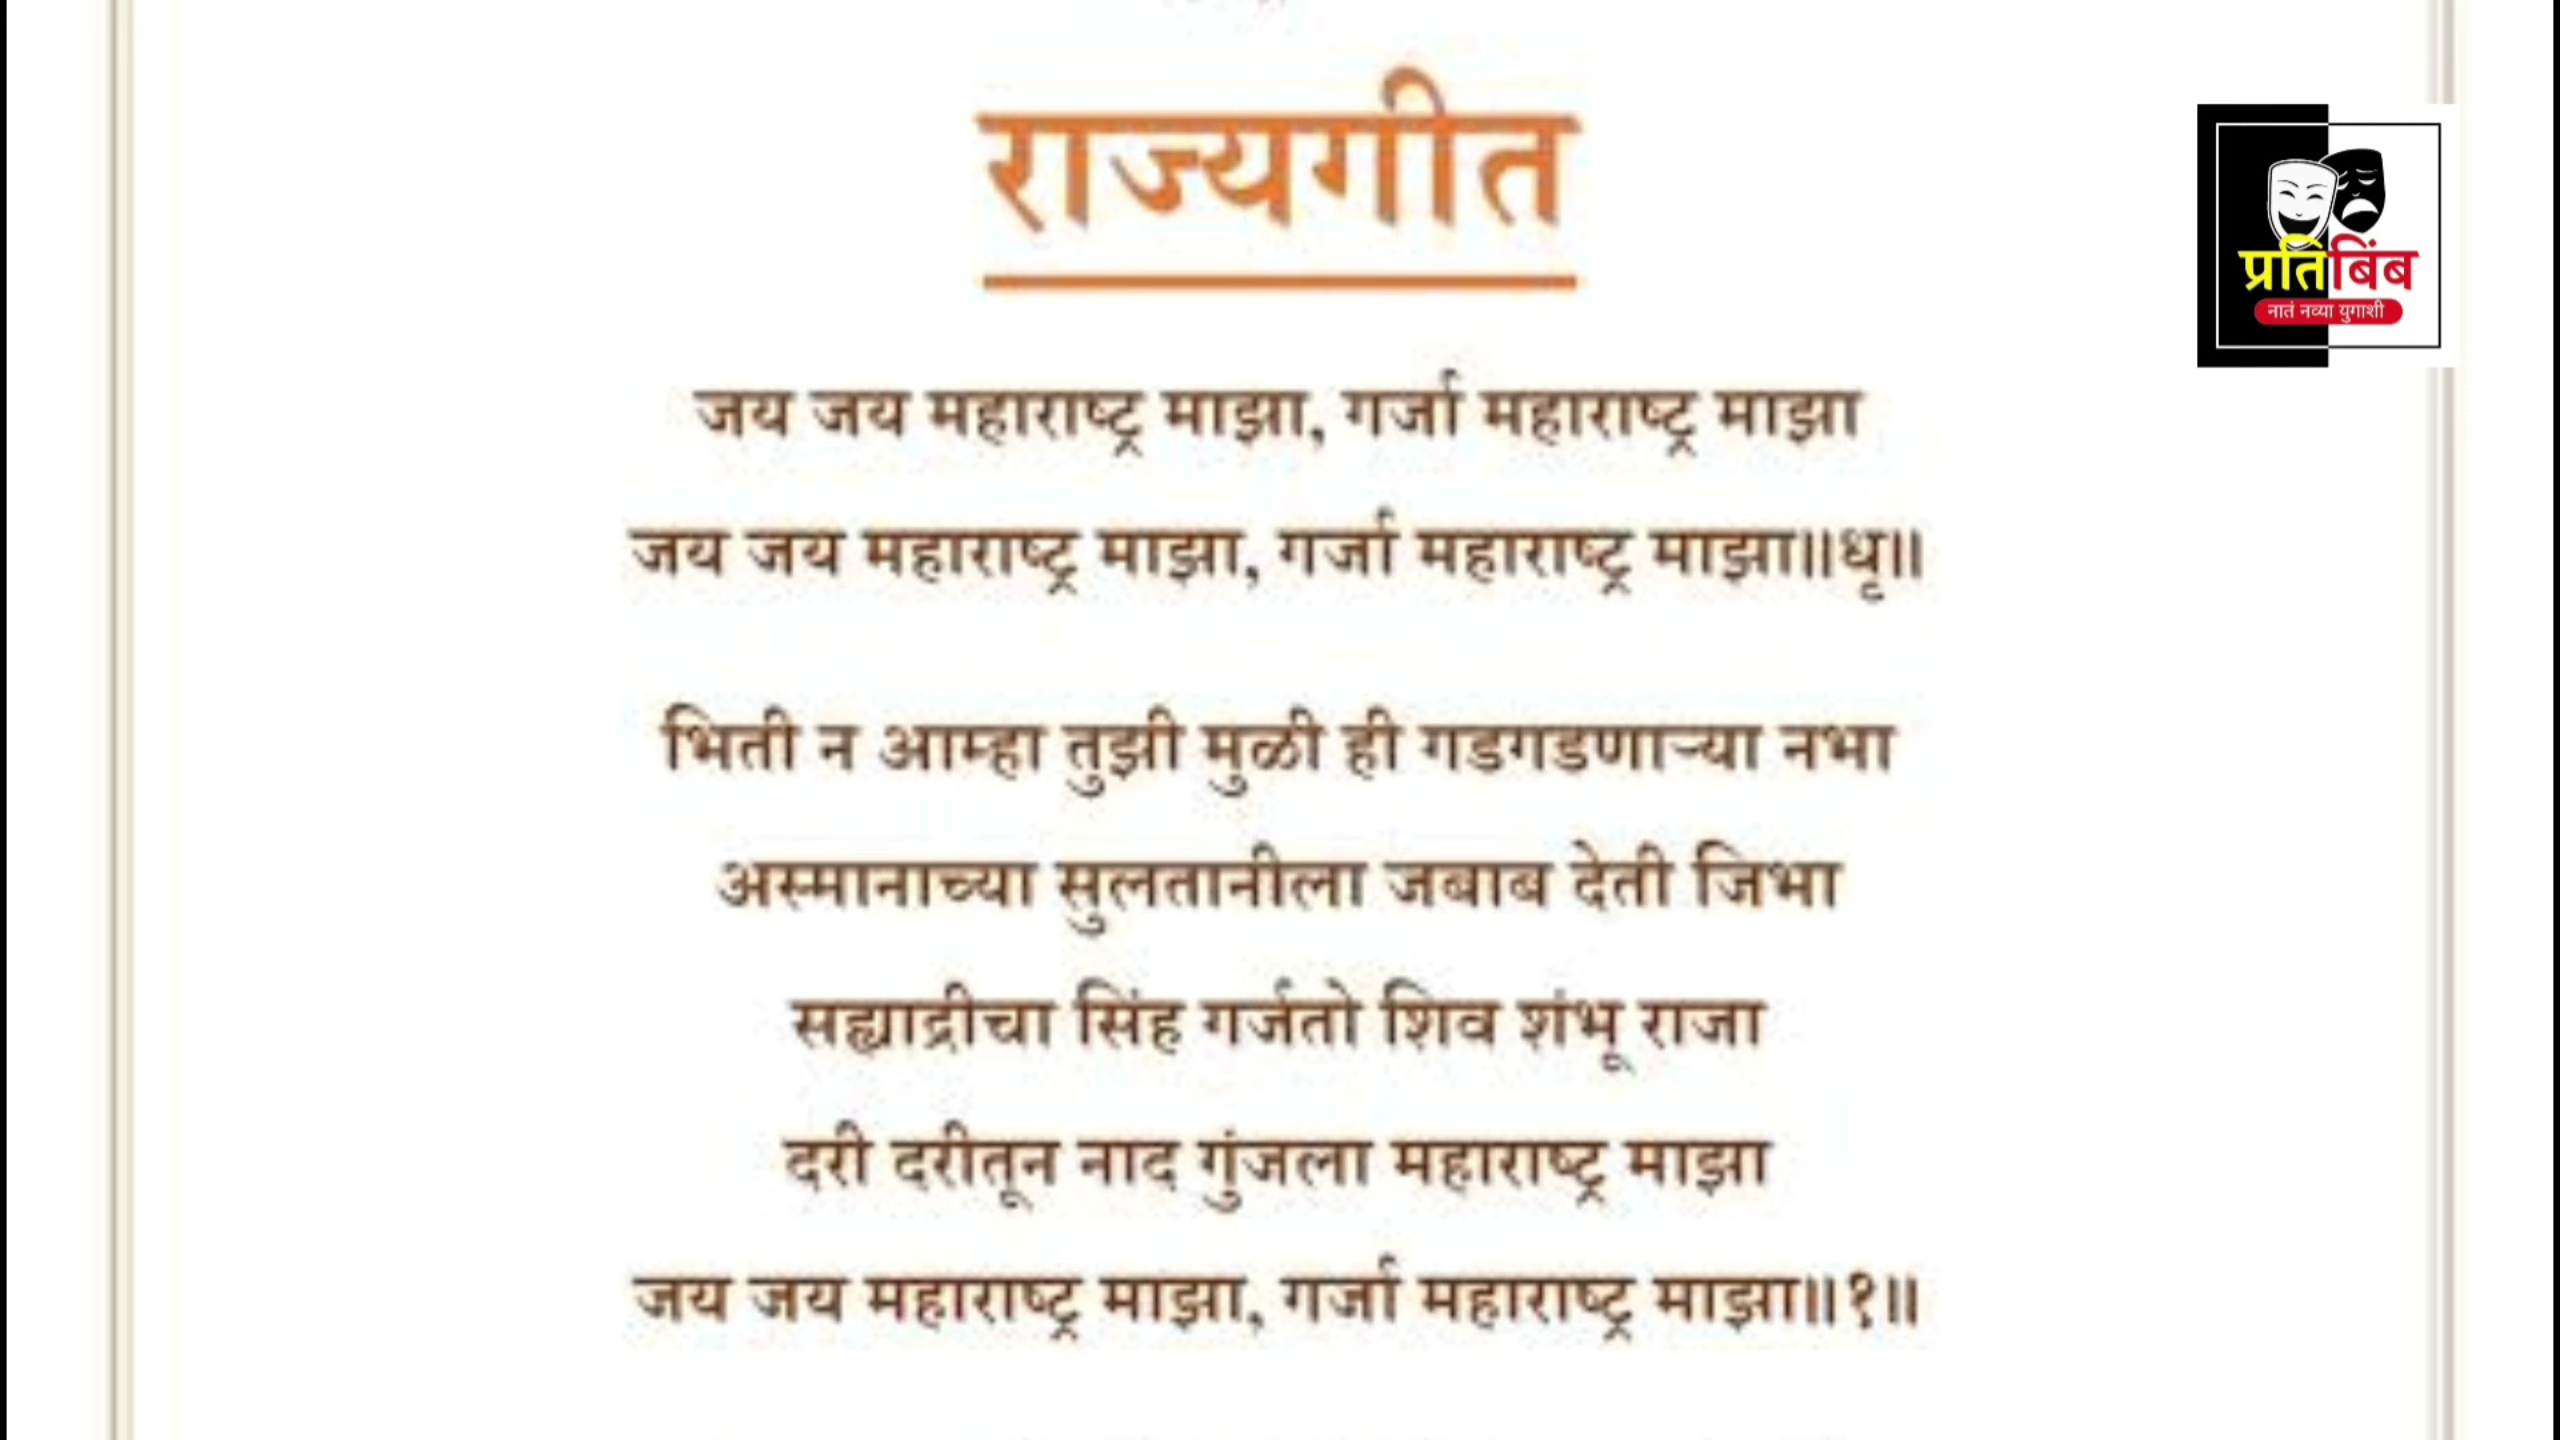 राज्यगीत
प्रतिबिंब
नातं नव्या युगाशी
जय जय महाराष्ट्र माझा, गर्जा महाराष्ट्र माझा
जय जय महाराष्ट्र माझा, गर्जा महाराष्ट्र माझा॥धृ॥
भिती न आम्हा तुझी मुळी ही गडगडणाऱ्या नभा
अस्मानाच्या सुलतानीला जबाब देती जिभा
सह्याद्रीचा सिंह गर्जतो शिव शंभू राजा
दरी दरीतून नाद गुंजला महाराष्ट्र माझा
जय जय महाराष्ट्र माझा, गर्जा महाराष्ट्र माझा॥१॥